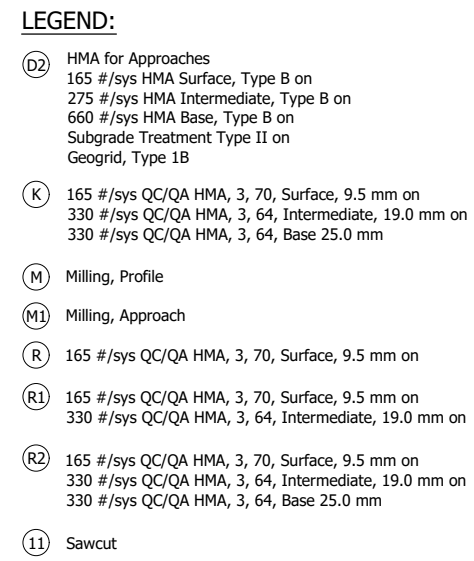 LEGEND:
D2 HMA for Approaches
165 #/sys HMA Surface, Type B on
275 #/sys HMA Intermediate, Type B on
660 #/sys HMA Base, Type B on
Subgrade Treatment Type II on
Geogrid, Type 1B
K 165 #/sys QC/QA HMA, 3, 70, Surface, 9.5 mm on
330 #/sys QC/QA HMA, 3, 64, Intermediate, 19.0 mm on
330 #/sys QC/QA HMA, 3, 64, Base 25.0 mm
M Milling, Profile
M1 Milling, Approach
R 165 #/sys QC/QA HMA, 3, 70, Surface, 9.5 mm on
R1 165 #/sys QC/QA HMA, 3, 70, Surface, 9.5 mm on
330 #/sys QC/QA HMA, 3, 64, Intermediate, 19.0 mm on
R2 165 #/sys QC/QA HMA, 3, 70, Surface, 9.5 mm on
330 #/sys QC/QA HMA, 3, 64, Intermediate, 19.0 mm on
330 #/sys QC/QA HMA, 3, 64, Base 25.0 mm
11 Sawcut